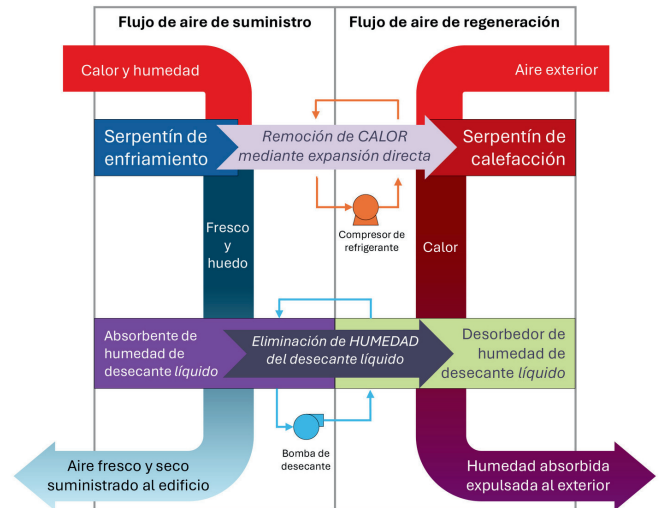 Flujo de aire de suministro
Flujo de aire de regeneración
Calor y humedad
Aire exterior
Serpentín de
enfriamiento
Remoción de CALOR
mediante expansión directa
Serpentín de
calefacción
Compresor de
refrigerante
Fresco
y
huedo
Calor
Absorbente de
humedad de
desecante líquido
Eliminación de HUMEDAD
del desecante líquido
Desorbedor de
humedad de
desecante líquido
Bomba de
desecante
Aire fresco y seco
suministrado al edificio
Humedad absorbida
expulsada al exterior